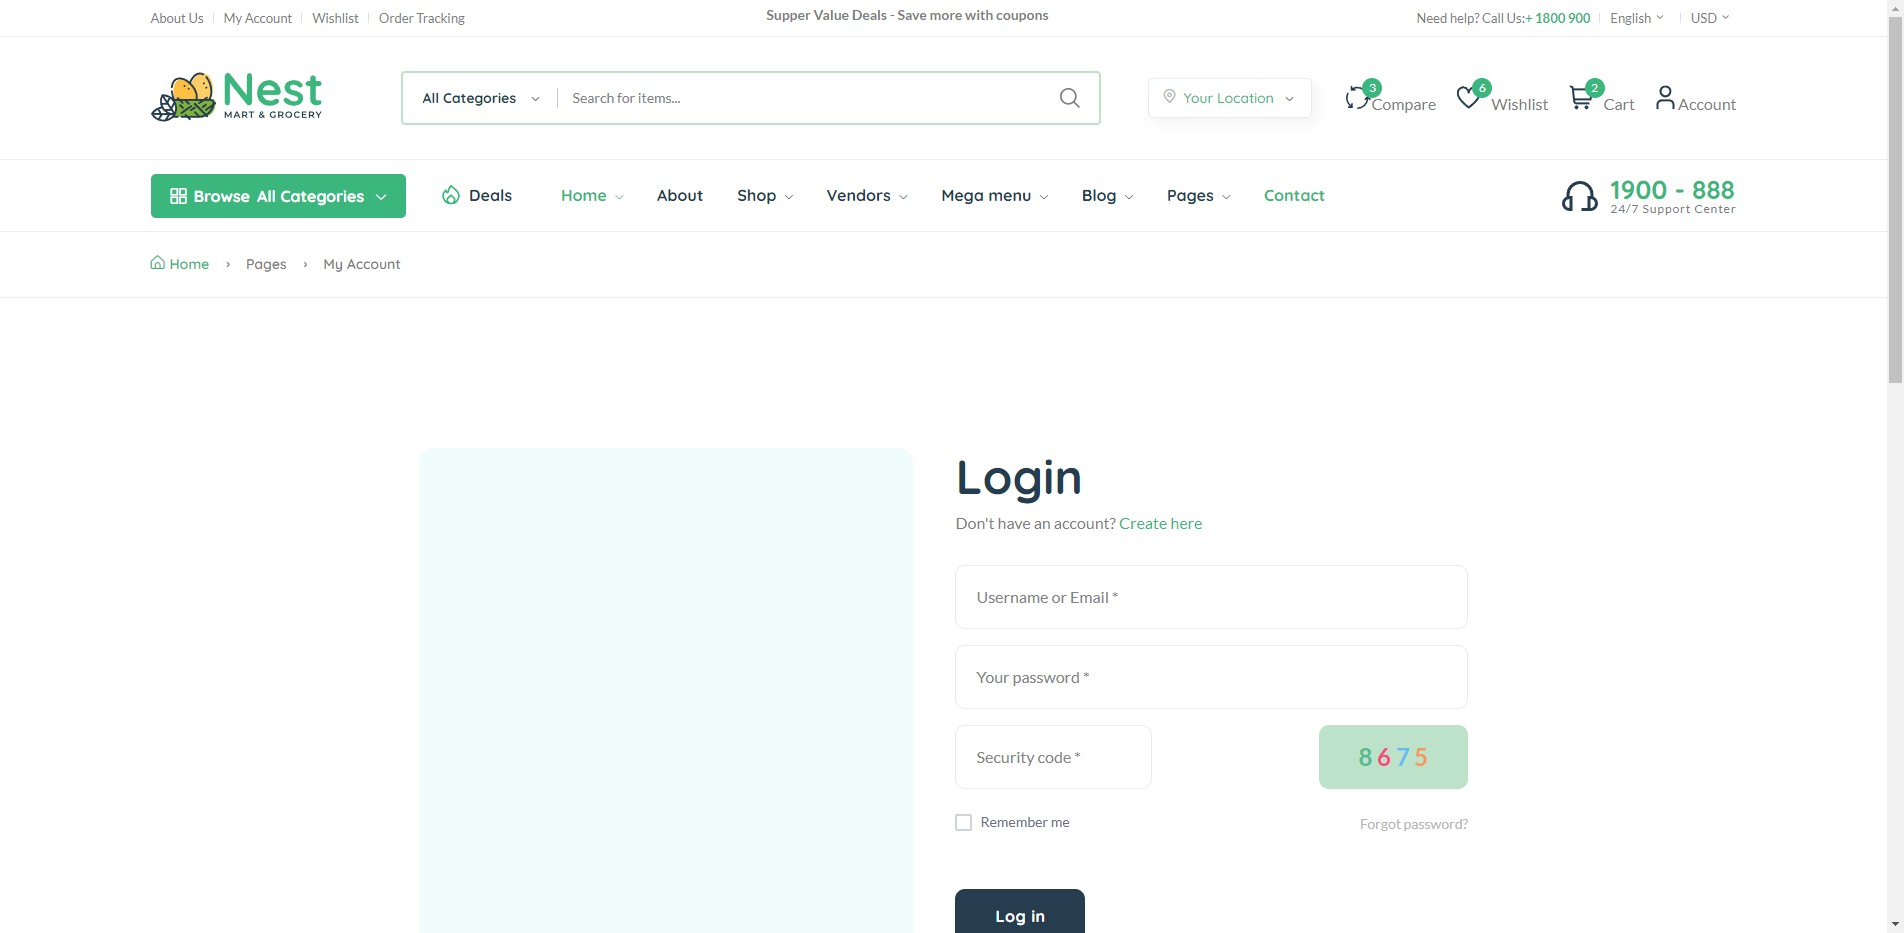 About Us My Account Wishlist Order Tracking
Supper Value Deals - Save more with coupons
Need help? Call Us:+ 1800 900 English USD
Nest
MART & GROCERY
All Categories Search for items...
Your Location
3 Compare 6 Wishlist 2 Cart Account
Browse All Categories Deals Home About Shop Vendors Mega menu Blog Pages Contact
1900 - 888
24/7 Support Center
Home › Pages › My Account
Login
Don't have an account? Create here
Username or Email *
Your password *
Security code * 8675
Remember me Forgot password?
Log in